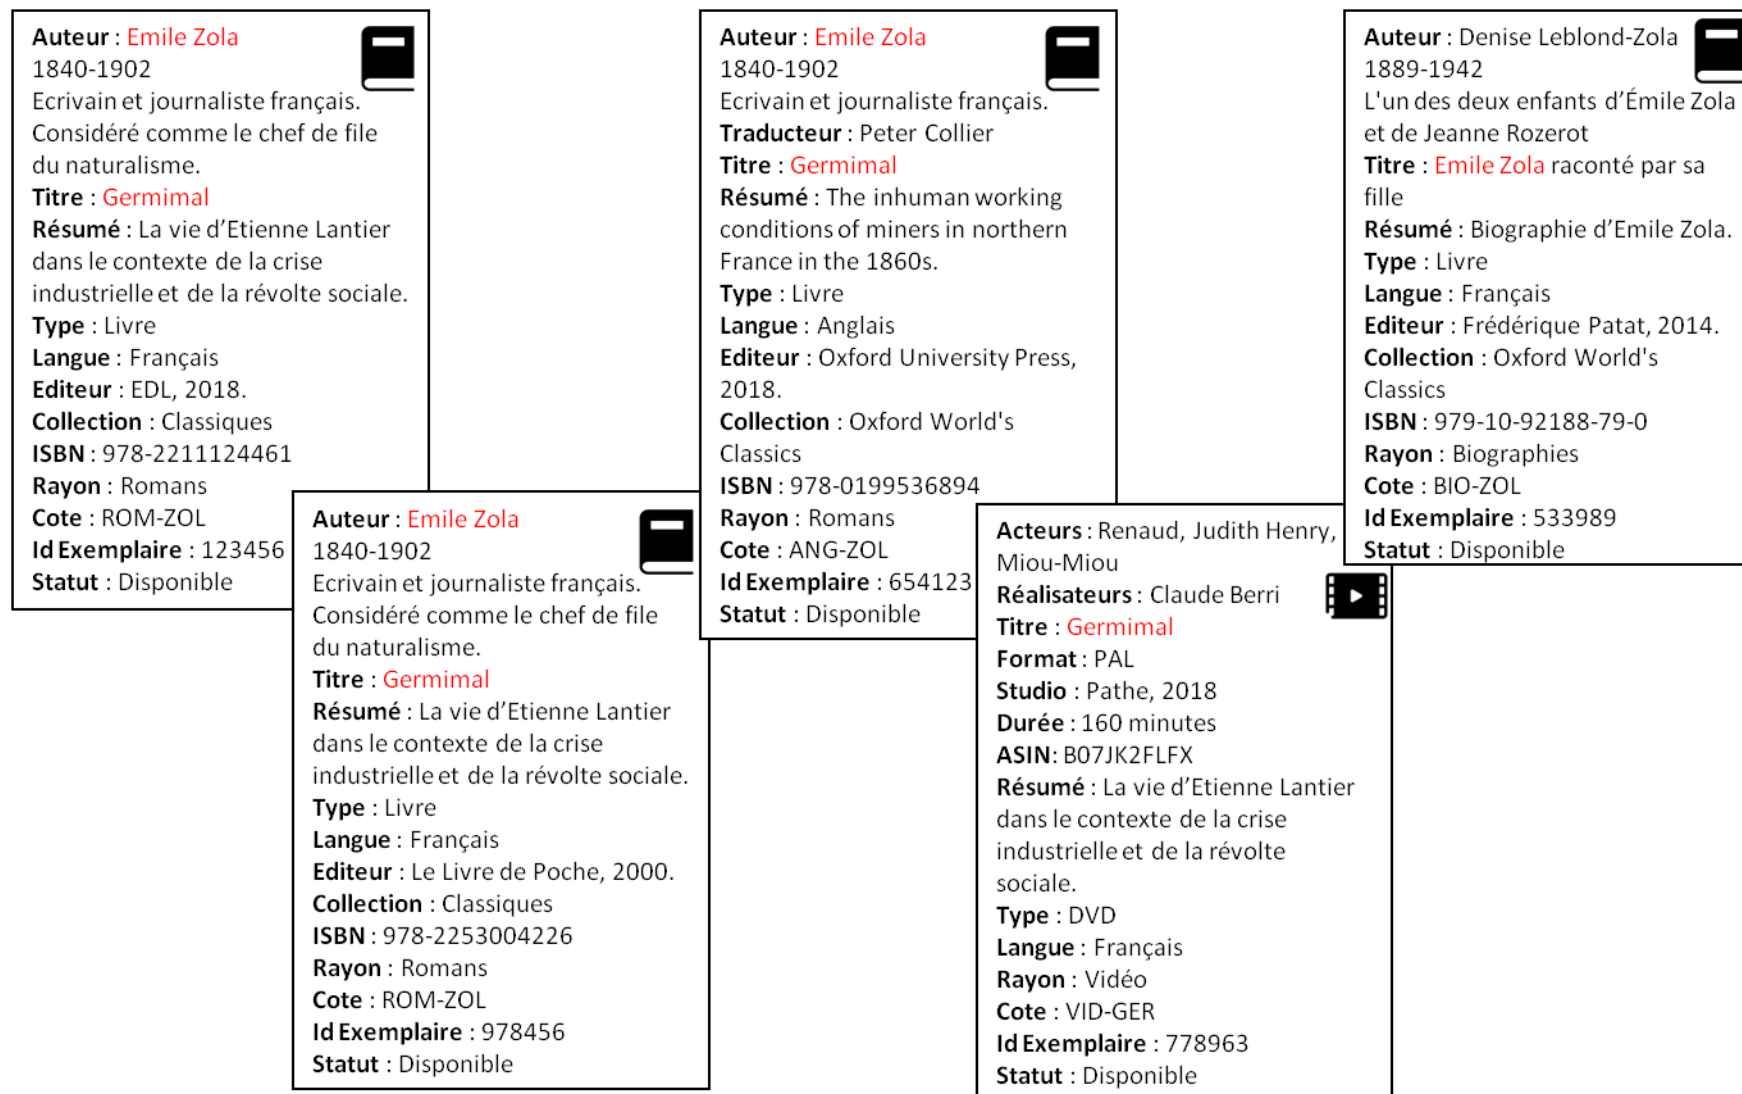 Auteur : Emile Zola
1840-1902
Ecrivain et journaliste français.
Considéré comme le chef de file
du naturalisme.
Titre : Germimal
Résumé : La vie d’Etienne Lantier
dans le contexte de la crise
industrielle et de la révolte sociale.
Type : Livre
Langue : Français
Editeur : EDL, 2018.
Collection : Classiques
ISBN : 978-2211124461
Rayon : Romans
Cote : ROM-ZOL
Id Exemplaire : 123456
Statut : Disponible
Auteur : Emile Zola
1840-1902
Ecrivain et journaliste français.
Considéré comme le chef de file
du naturalisme.
Titre : Germimal
Résumé : La vie d’Etienne Lantier
dans le contexte de la crise
industrielle et de la révolte sociale.
Type : Livre
Langue : Français
Editeur : Le Livre de Poche, 2000.
Collection : Classiques
ISBN : 978-2253004226
Rayon : Romans
Cote : ROM-ZOL
Id Exemplaire : 978456
Statut : Disponible
Auteur : Emile Zola
1840-1902
Ecrivain et journaliste français.
Traducteur : Peter Collier
Titre : Germimal
Résumé : The inhuman working
conditions of miners in northern
France in the 1860s.
Type : Livre
Langue : Anglais
Editeur : Oxford University Press,
2018.
Collection : Oxford World's
Classics
ISBN : 978-0199536894
Rayon : Romans
Cote : ANG-ZOL
Id Exemplaire : 654123
Statut : Disponible
Acteurs : Renaud, Judith Henry,
Miou-Miou
Réalisateurs : Claude Berri
Titre : Germimal
Format : PAL
Studio : Pathe, 2018
Durée : 160 minutes
ASIN: B07JK2FLFX
Résumé : La vie d’Etienne Lantier
dans le contexte de la crise
industrielle et de la révolte
sociale.
Type : DVD
Langue : Français
Rayon : Vidéo
Cote : VID-GER
Id Exemplaire : 778963
Statut : Disponible
Auteur : Denise Leblond-Zola
1889-1942
L'un des deux enfants d’Émile Zola
et de Jeanne Rozerot
Titre : Emile Zola raconté par sa
fille
Résumé : Biographie d’Emile Zola.
Type : Livre
Langue : Français
Editeur : Frédérique Patat, 2014.
Collection : Oxford World's
Classics
ISBN : 979-10-92188-79-0
Rayon : Biographies
Cote : BIO-ZOL
Id Exemplaire : 533989
Statut : Disponible